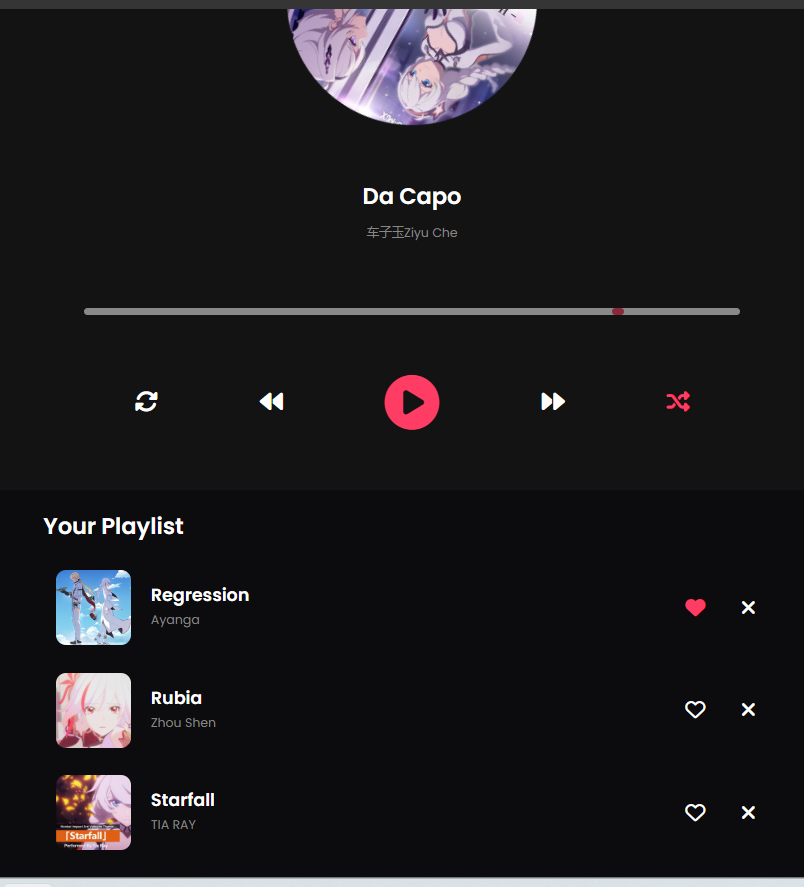 Da Capo
车子玉Ziyu Che
Your Playlist
Regression
Ayanga
Rubia
Zhou Shen
Starfall
TIA RAY
「Starfall」